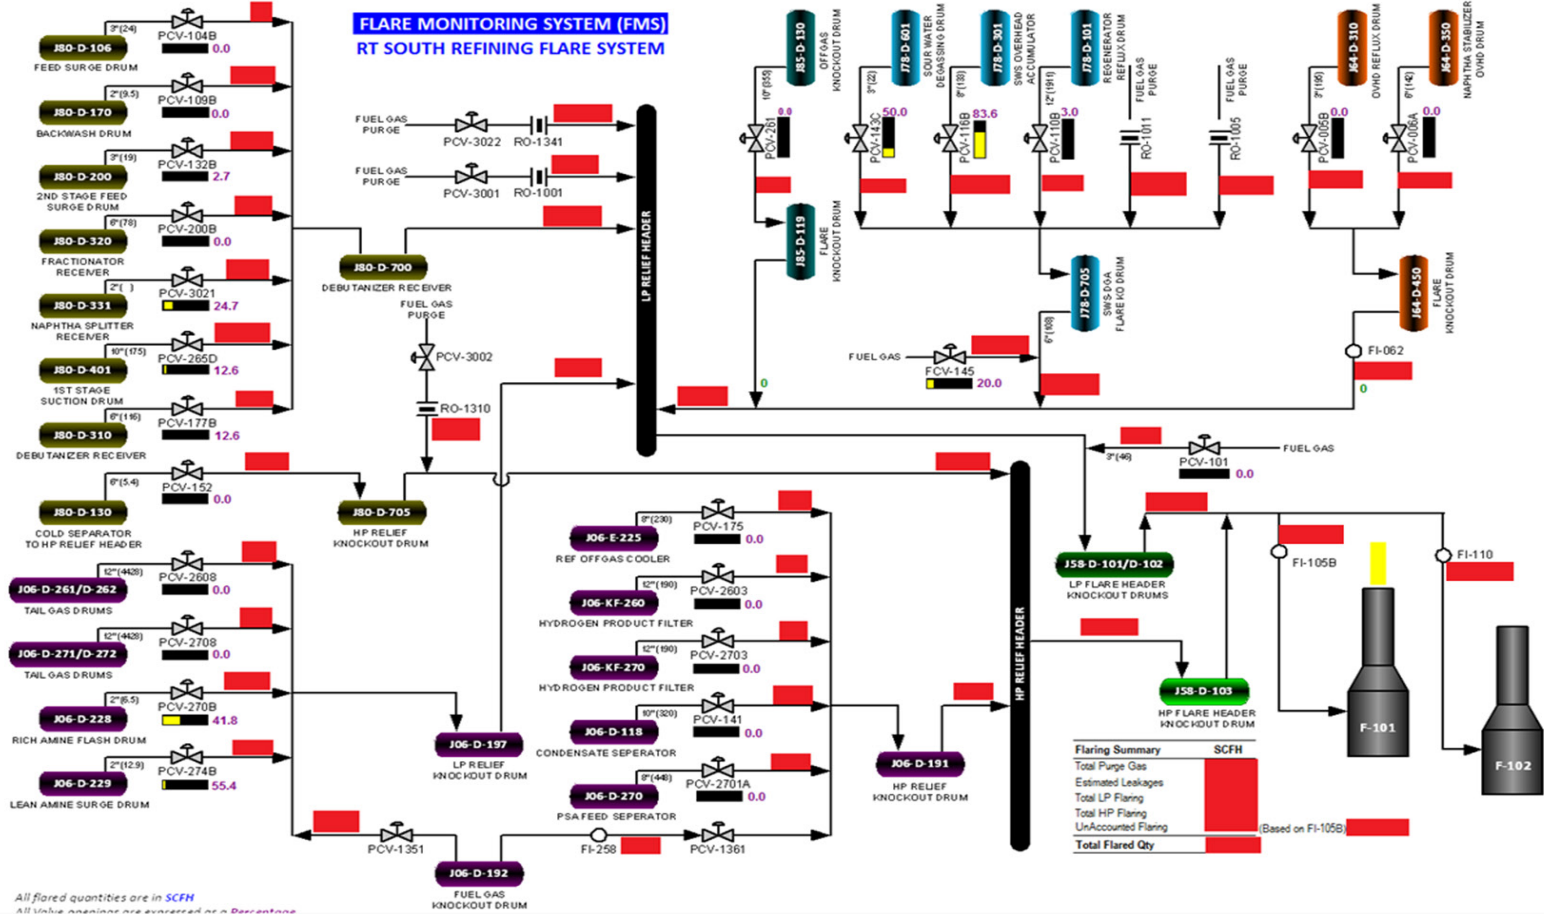 FLARE MONITORING SYSTEM (FMS)
RT SOUTH REFINING FLARE SYSTEM
3"(24)
PCV-104B
0.0
J80-D-106
FEED SURGE DRUM
2"(9.5)
PCV-109B
0.0
J80-D-170
BACKWASH DRUM
3"(19)
PCV-132B
2.7
J80-D-200
2ND STAGE FEED
SURGE DRUM
6"(78)
PCV-200B
0.0
J80-D-320
FRACTIONATOR
RECEIVER
2"( )
PCV-3021
24.7
J80-D-331
NAPHTHA SPLITTER
RECEIVER
10"(175)
PCV-265D
12.6
J80-D-401
1ST STAGE
SUCTION DRUM
6"(116)
PCV-177B
12.6
J80-D-310
DEBUTANIZER RECEIVER
6"(5.4)
PCV-152
0.0
J80-D-130
COLD SEPARATOR
TO HP RELIEF HEADER
12"(4428)
PCV-2608
0.0
J06-D-261/D-262
TAIL GAS DRUMS
12"(4428)
PCV-2708
0.0
J06-D-271/D-272
TAIL GAS DRUMS
2"(6.5)
PCV-270B
41.8
J06-D-228
RICH AMINE FLASH DRUM
2"(12.9)
PCV-274B
55.4
J06-D-229
LEAN AMINE SURGE DRUM
FUEL GAS
PURGE
PCV-3022
RO-1341
FUEL GAS
PURGE
PCV-3001
RO-1001
J80-D-700
DEBUTANIZER RECEIVER
FUEL GAS
PURGE
PCV-3002
RO-1310
J80-D-705
HP RELIEF
KNOCKOUT DRUM
LP RELIEF HEADER
J06-D-197
LP RELIEF
KNOCKOUT DRUM
PCV-1351
J06-D-192
FUEL GAS
KNOCKOUT DRUM
FI-258
PCV-1361
8"(230)
PCV-175
0.0
J06-E-225
REF OFFGAS COOLER
12"(190)
PCV-2603
0.0
J06-KF-260
HYDROGEN PRODUCT FILTER
12"(190)
PCV-2703
0.0
J06-KF-270
HYDROGEN PRODUCT FILTER
10"(320)
PCV-141
0.0
J06-D-118
CONDENSATE SEPERATOR
8"(448)
PCV-2701A
0.0
J06-D-270
PSA FEED SEPERATOR
J06-D-191
HP RELIEF
KNOCKOUT DRUM
HP RELIEF HEADER
J85-D-130
OFFGAS
KNOCKOUT DRUM
10"(355)
PCV-261
0.0
J85-D-119
FLARE
KNOCKOUT DRUM
0
J78-D-601
SOUR WATER
DEGASSING DRUM
3"(22)
PCV-143C
50.0
J78-D-301
SWS OVERHEAD
ACCUMULATOR
PCV-116B
83.6
J78-D-101
REGENERATOR
REFLUX DRUM
12"(1911)
PCV-110B
3.0
FUEL GAS
PURGE
RO-1011
FUEL GAS
PURGE
RO-1005
J78-D-705
SWS-DGA
FLARE KO DRUM
6"(108)
FUEL GAS
FCV-145
20.0
J64-D-310
OVHD REFLUX DRUM
3"(195)
PCV-005B
0.0
J64-D-350
NAPHTHA STABILIZER
OVHD DRUM
6"(142)
PCV-006A
0.0
J64-D-450
FLARE
KNOCKOUT DRUM
FI-062
0
3"(46)
PCV-101
0.0
FUEL GAS
J58-D-101/D-102
LP FLARE HEADER
KNOCKOUT DRUMS
FI-105B
FI-110
J58-D-103
HP FLARE HEADER
KNOCKOUT DRUM
F-101
F-102
Flaring Summary SCFH
Total Purge Gas
Estimated Leakages
Total LP Flaring
Total HP Flaring
UnAccounted Flaring (Based on FI-105B)
Total Flared Qty
All flared quantities are in SCFH
All Valve openings are expressed as a Percentage